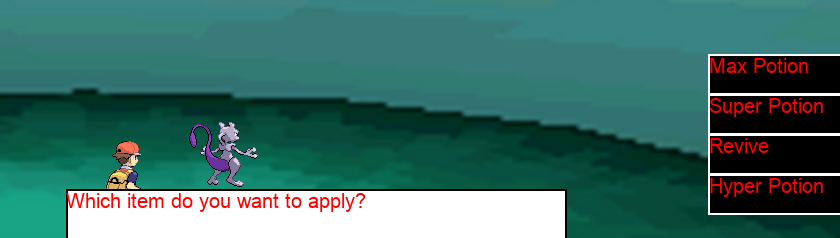 Max Potion
Super Potion
Revive
Hyper Potion
Which item do you want to apply?